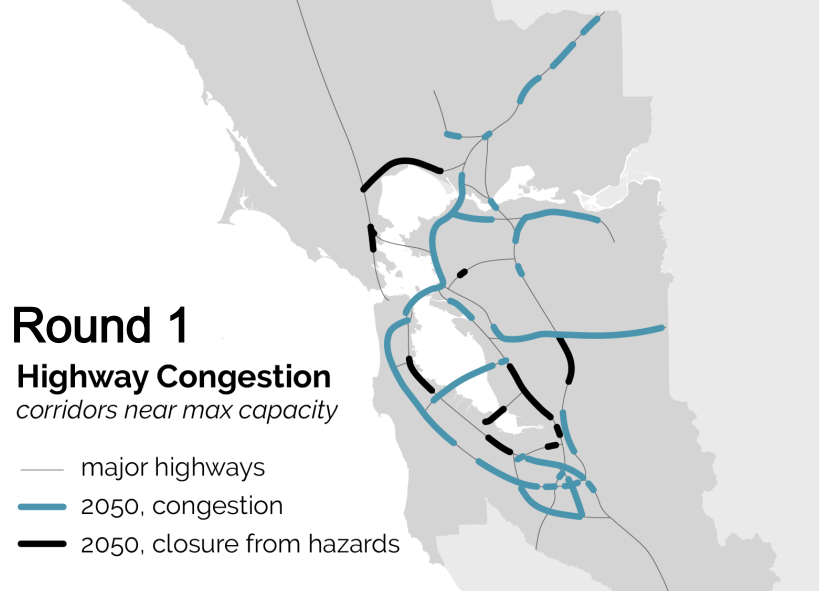 Round 1
Highway Congestion
corridors near max capacity
major highways
2050, congestion
2050, closure from hazards